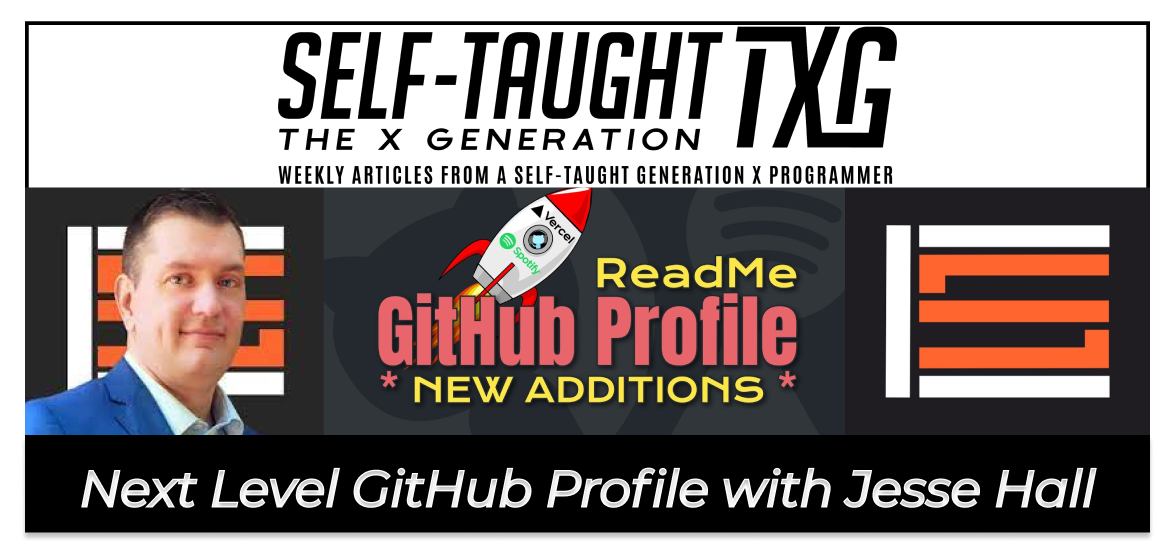 SELF-TAUGHT TXG
THE X GENERATION
WEEKLY ARTICLES FROM A SELF-TAUGHT GENERATION X PROGRAMMER
Vercel
Spotify
ReadMe
GitHub Profile
* NEW ADDITIONS *
Next Level GitHub Profile with Jesse Hall